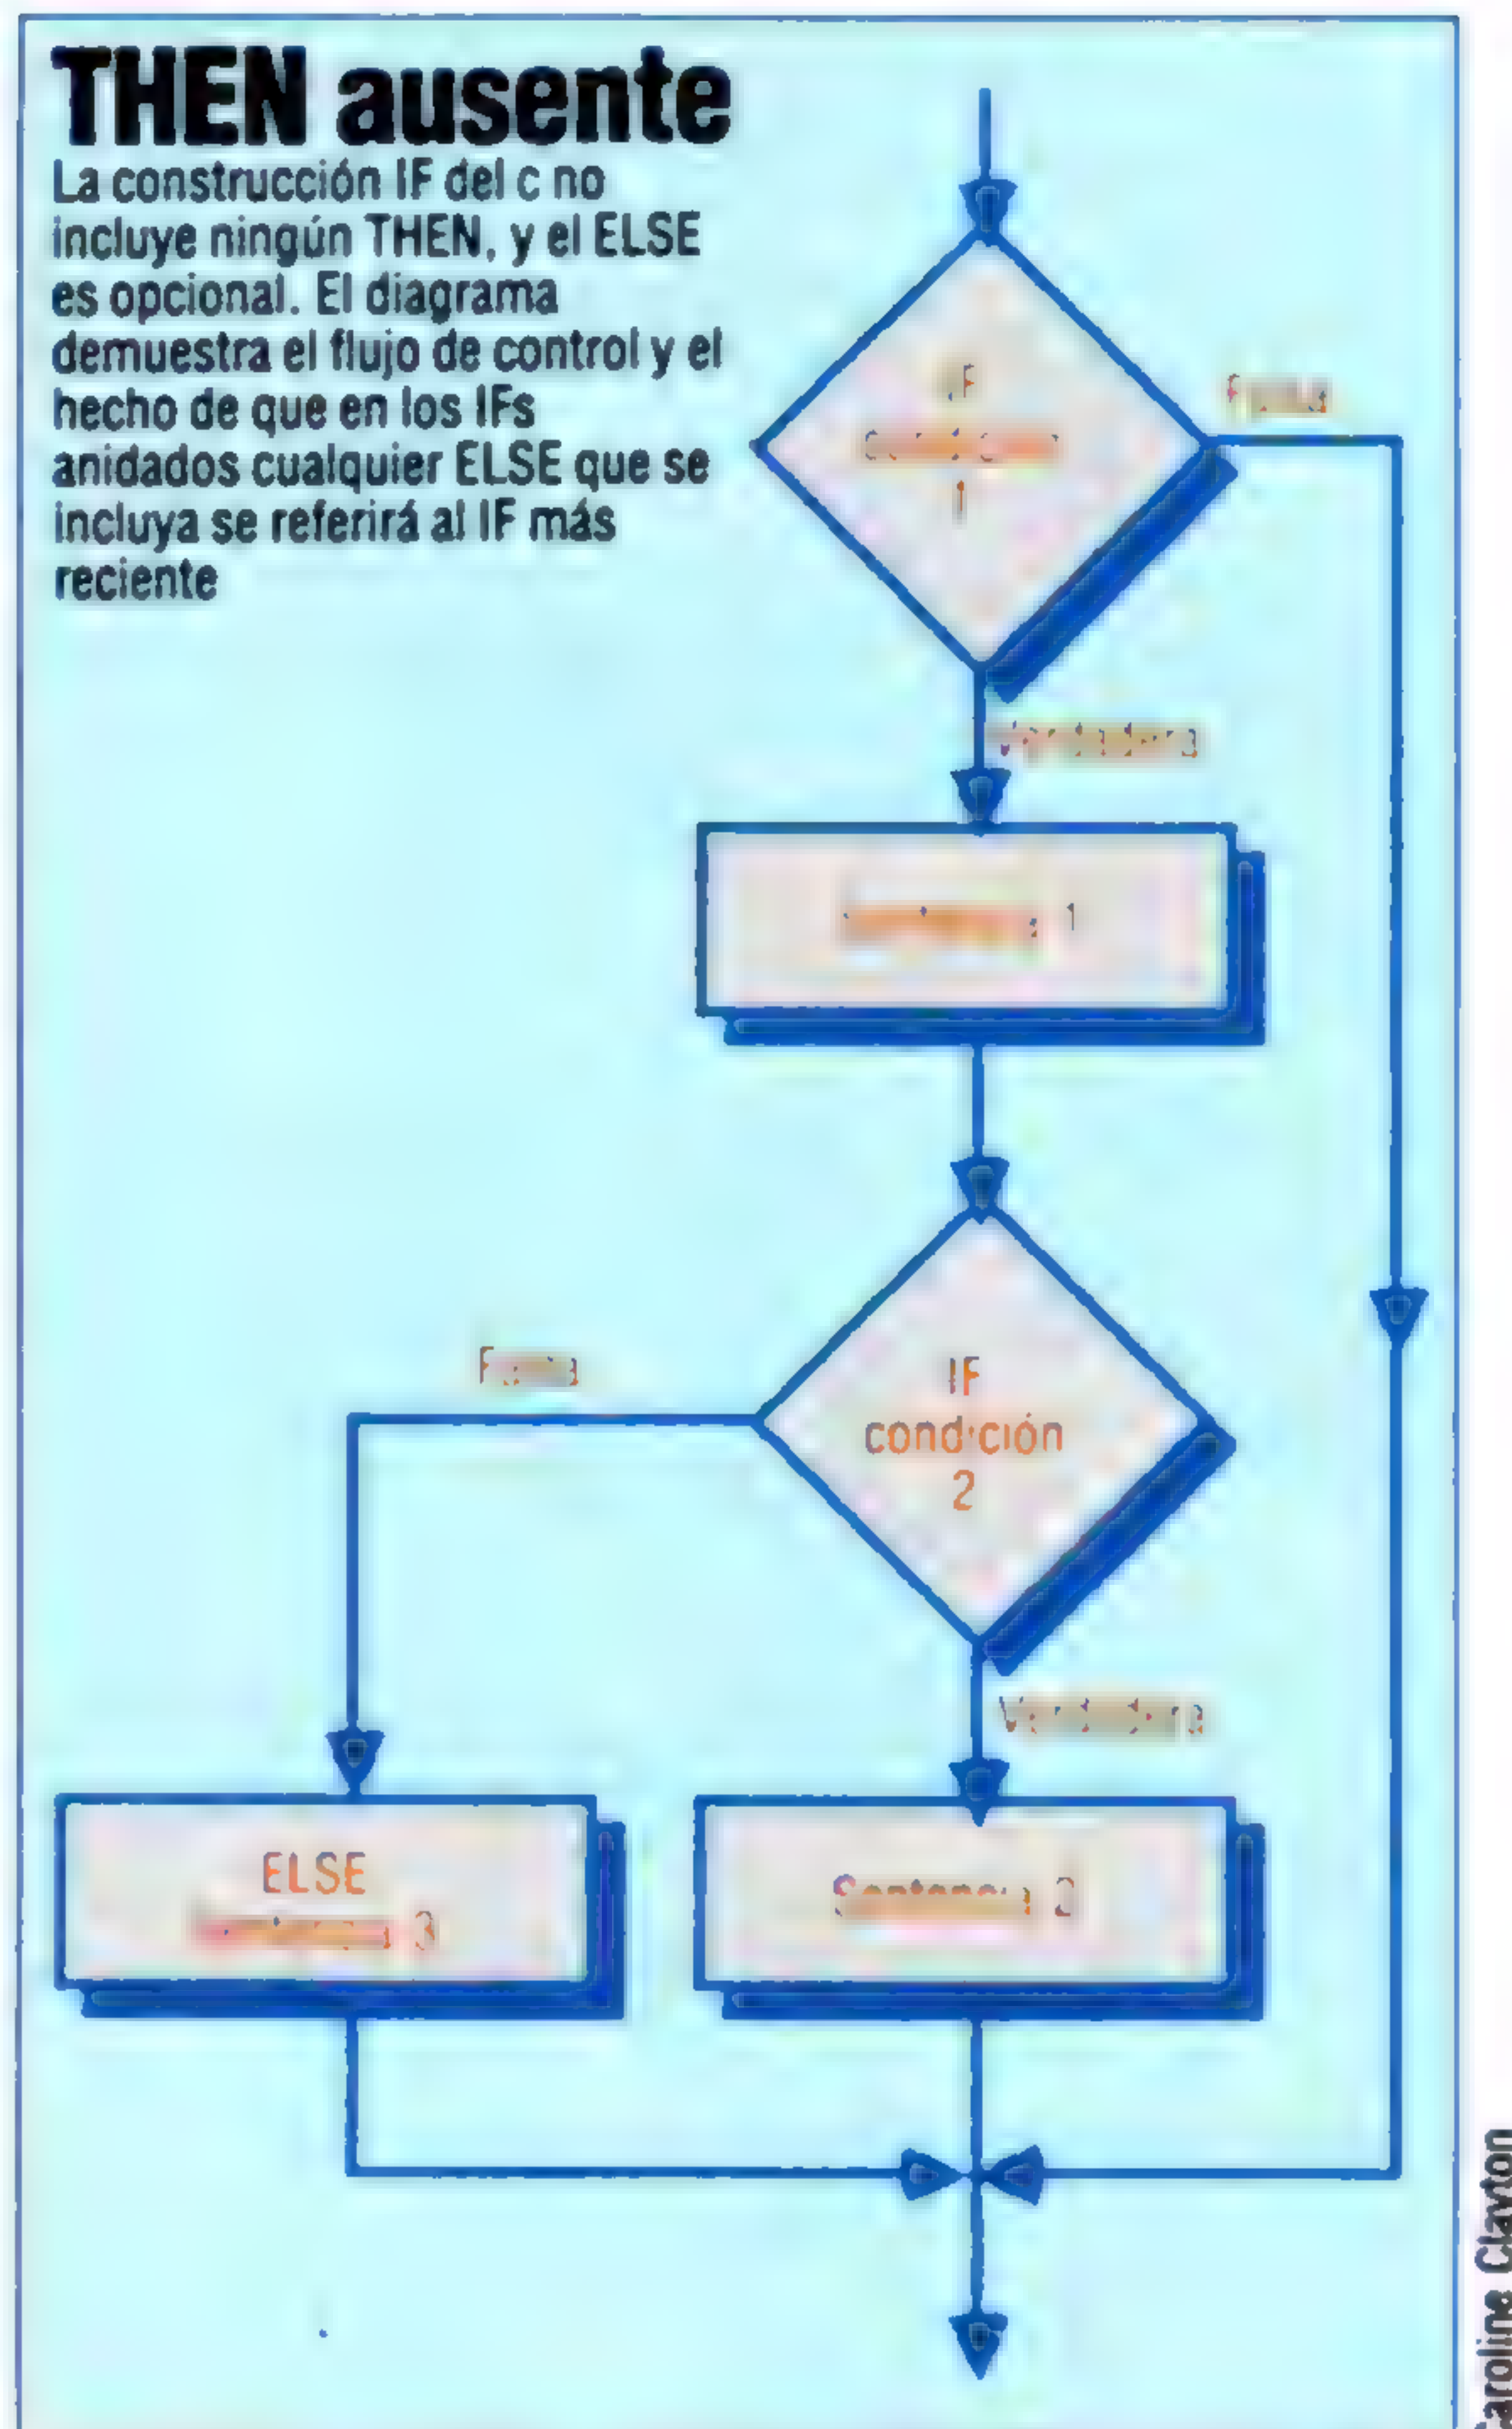 THEN ausente
La construcción IF del c no
incluye ningún THEN, y el ELSE
es opcional. El diagrama
demuestra el flujo de control y el
hecho de que en los IFs
anidados cualquier ELSE que se
incluya se referirá al IF más
reciente
1
1
IF
condición
2
ELSE
3
Sentencia 2
Caroline Clayton